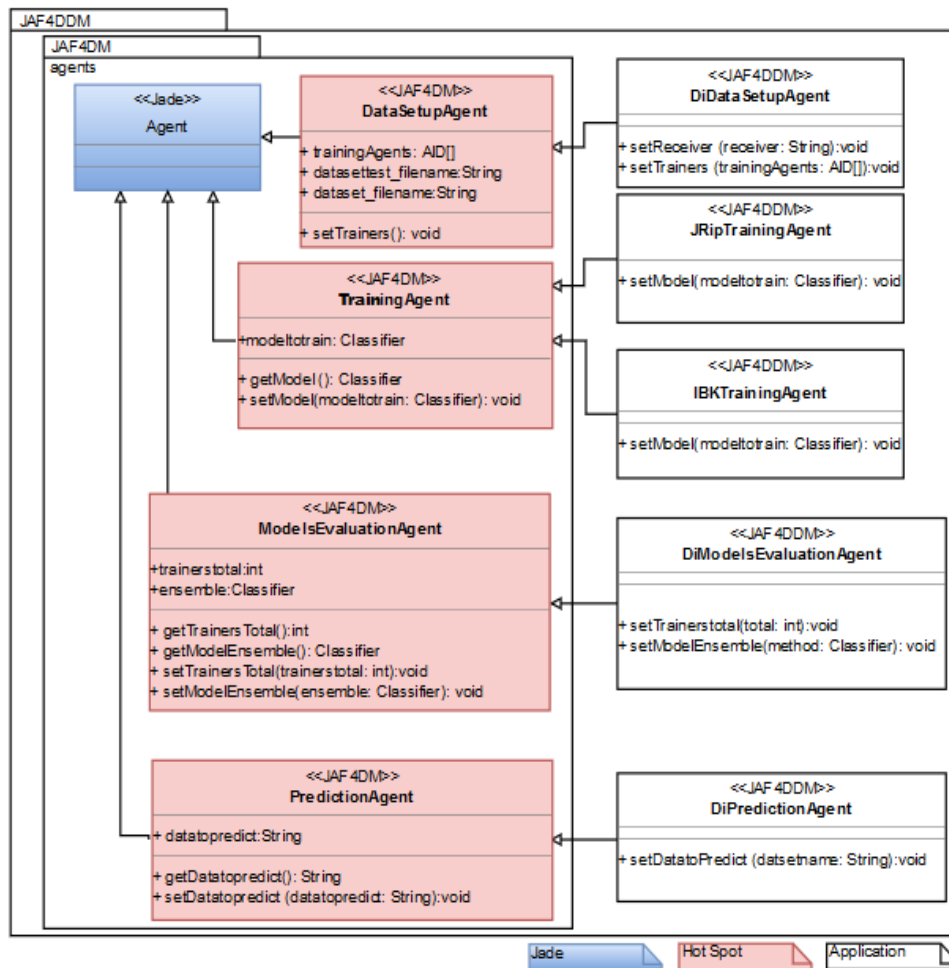 JAF4DDM
JAF4DM
agents
<<Jade>>
Agent
<<JAF4DM>>
DataSetupAgent
+ trainingAgents: AID[]
+ datasettest_filename:String
+ dataset_filename:String
+ setTrainers(): void
<<JAF4DDM>>
DiDataSetupAgent
+ setReceiver (receiver: String):void
+ setTrainers (trainingAgents: AID[]):void
<<JAF4DM>>
TrainingAgent
+modeltotrain: Classifier
+ getModel (): Classifier
+ setModel(modeltotrain: Classifier): void
<<JAF4DDM>>
JRipTrainingAgent
+ setModel(modeltotrain: Classifier): void
<<JAF4DDM>>
IBKTrainingAgent
+ setModel(modeltotrain: Classifier): void
<<JAF4DM>>
ModelsEvaluationAgent
+trainerstotal:int
+ensemble:Classifier
+ getTrainersTotal():int
+ getModelEnsemble(): Classifier
+ setTrainersTotal(trainerstotal: int):void
+ setModelEnsemble(ensemble: Classifier): void
<<JAF4DDM>>
DiModelsEvaluationAgent
+ setTrainerstotal(total: int):void
+ setModelEnsemble(method: Classifier): void
<<JAF4DM>>
PredictionAgent
+ datatopredict:String
+ getDatatopredict(): String
+ setDatatopredict (datatopredict: String):void
<<JAF4DDM>>
DiPredictionAgent
+ setDatatoPredict (datsetname: String):void
Jade
Hot Spot
Application